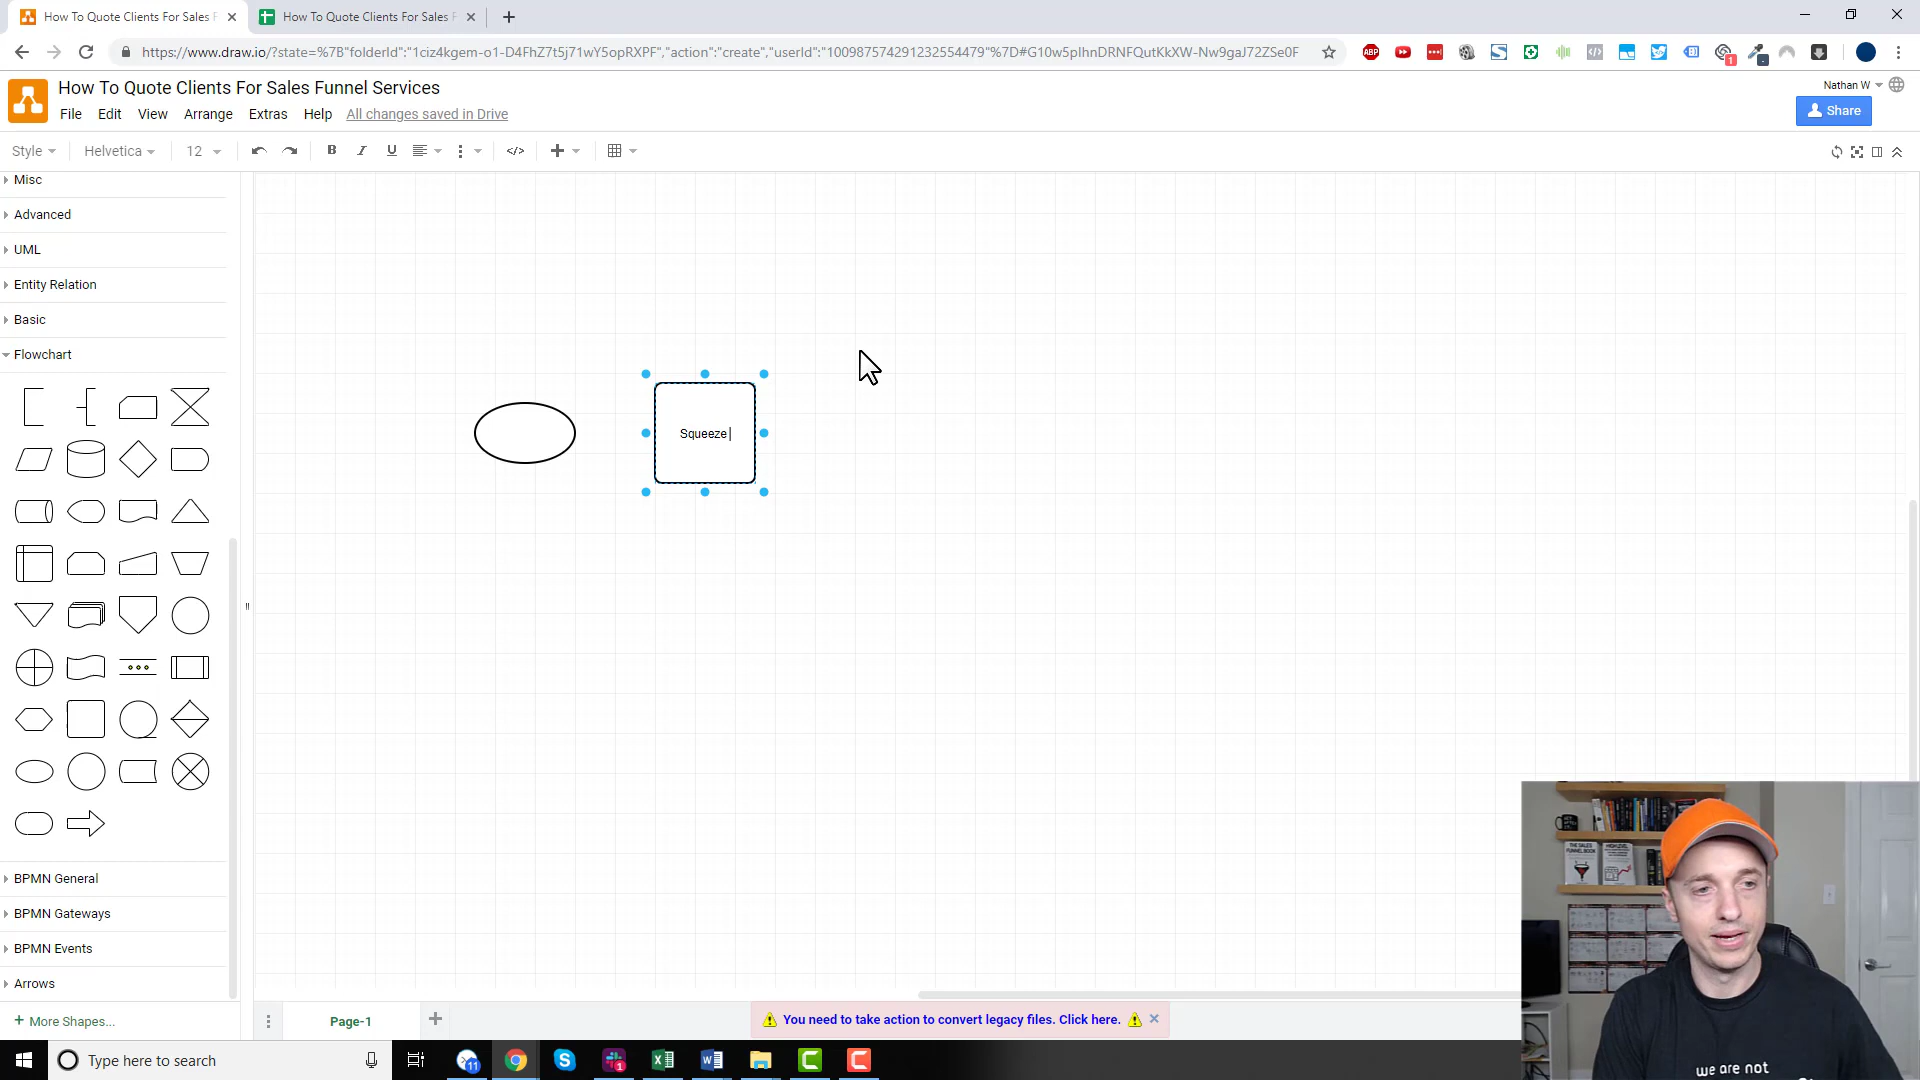 How To Quote Clients For Sales F
How To Quote Clients For Sales F
https://www.draw.io/?state=%7B"folderId":"1ciz4kgem-o1-D4FhZ7t5j71wY5opRXPF","action":"create","userId":"100987574291232554479"%7D#G10w5pIhnDRNFQutKkXW-Nw9gaJ72ZSe0F
ABP
1
How To Quote Clients For Sales Funnel Services
Nathan W
File Edit View Arrange Extras Help All changes saved in Drive
Share
Style Helvetica 12 B I U </>
Misc
Advanced
UML
Entity Relation
Basic
Flowchart
Squeeze
BPMN General
BPMN Gateways
BPMN Events
Arrows
+ More Shapes...
Page-1
You need to take action to convert legacy files. Click here.
Type here to search
11
1
we are not